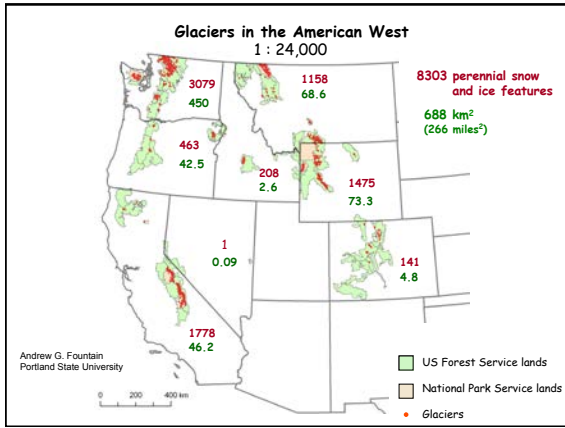 Glaciers in the American West
1 : 24,000
3079
450
1158
68.6
8303 perennial snow
and ice features
688 km²
(266 miles²)
463
42.5
208
2.6
1475
73.3
1
0.09
141
4.8
1778
46.2
Andrew G. Fountain
Portland State University
0 200 400 km
US Forest Service lands
National Park Service lands
Glaciers